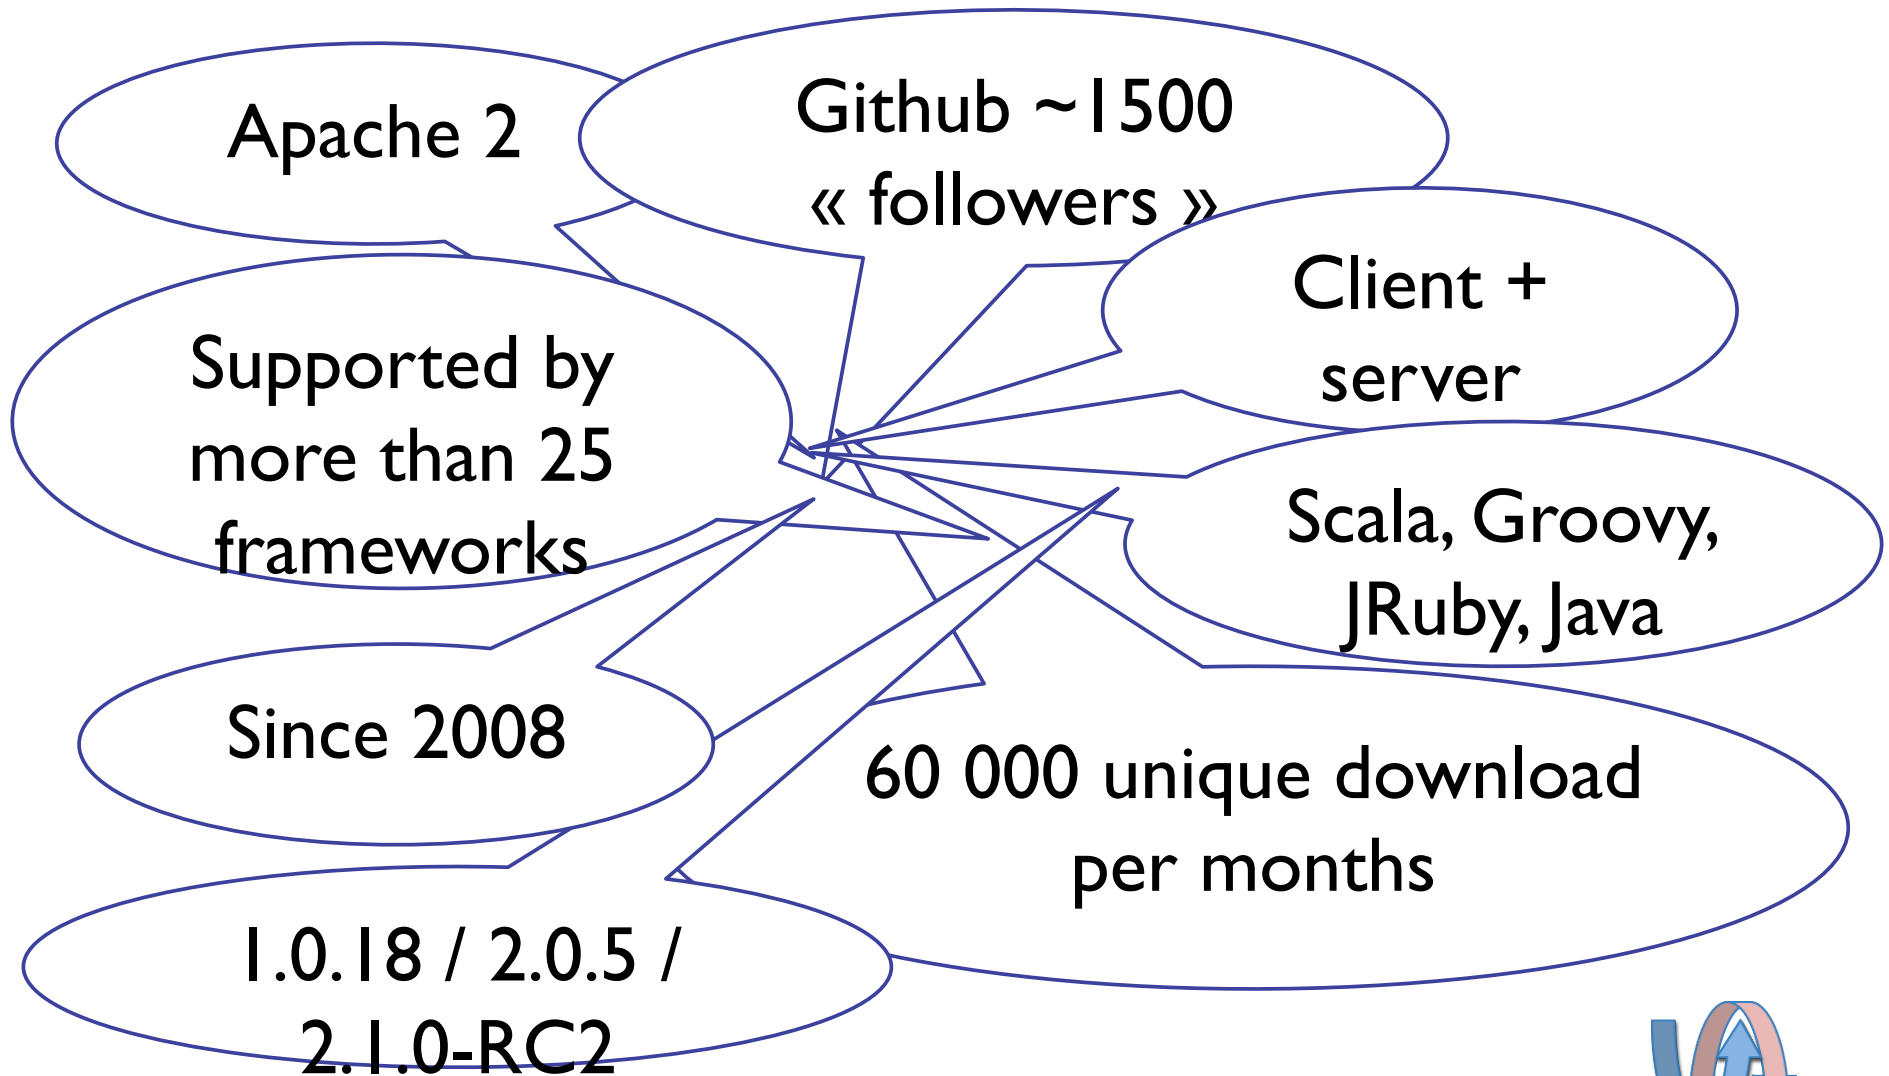 Apache 2
Github ~1500
« followers »
Client +
server
Supported by
more than 25
frameworks
Scala, Groovy,
JRuby, Java
Since 2008
60 000 unique download
per months
1.0.18 / 2.0.5 /
2.1.0-RC2